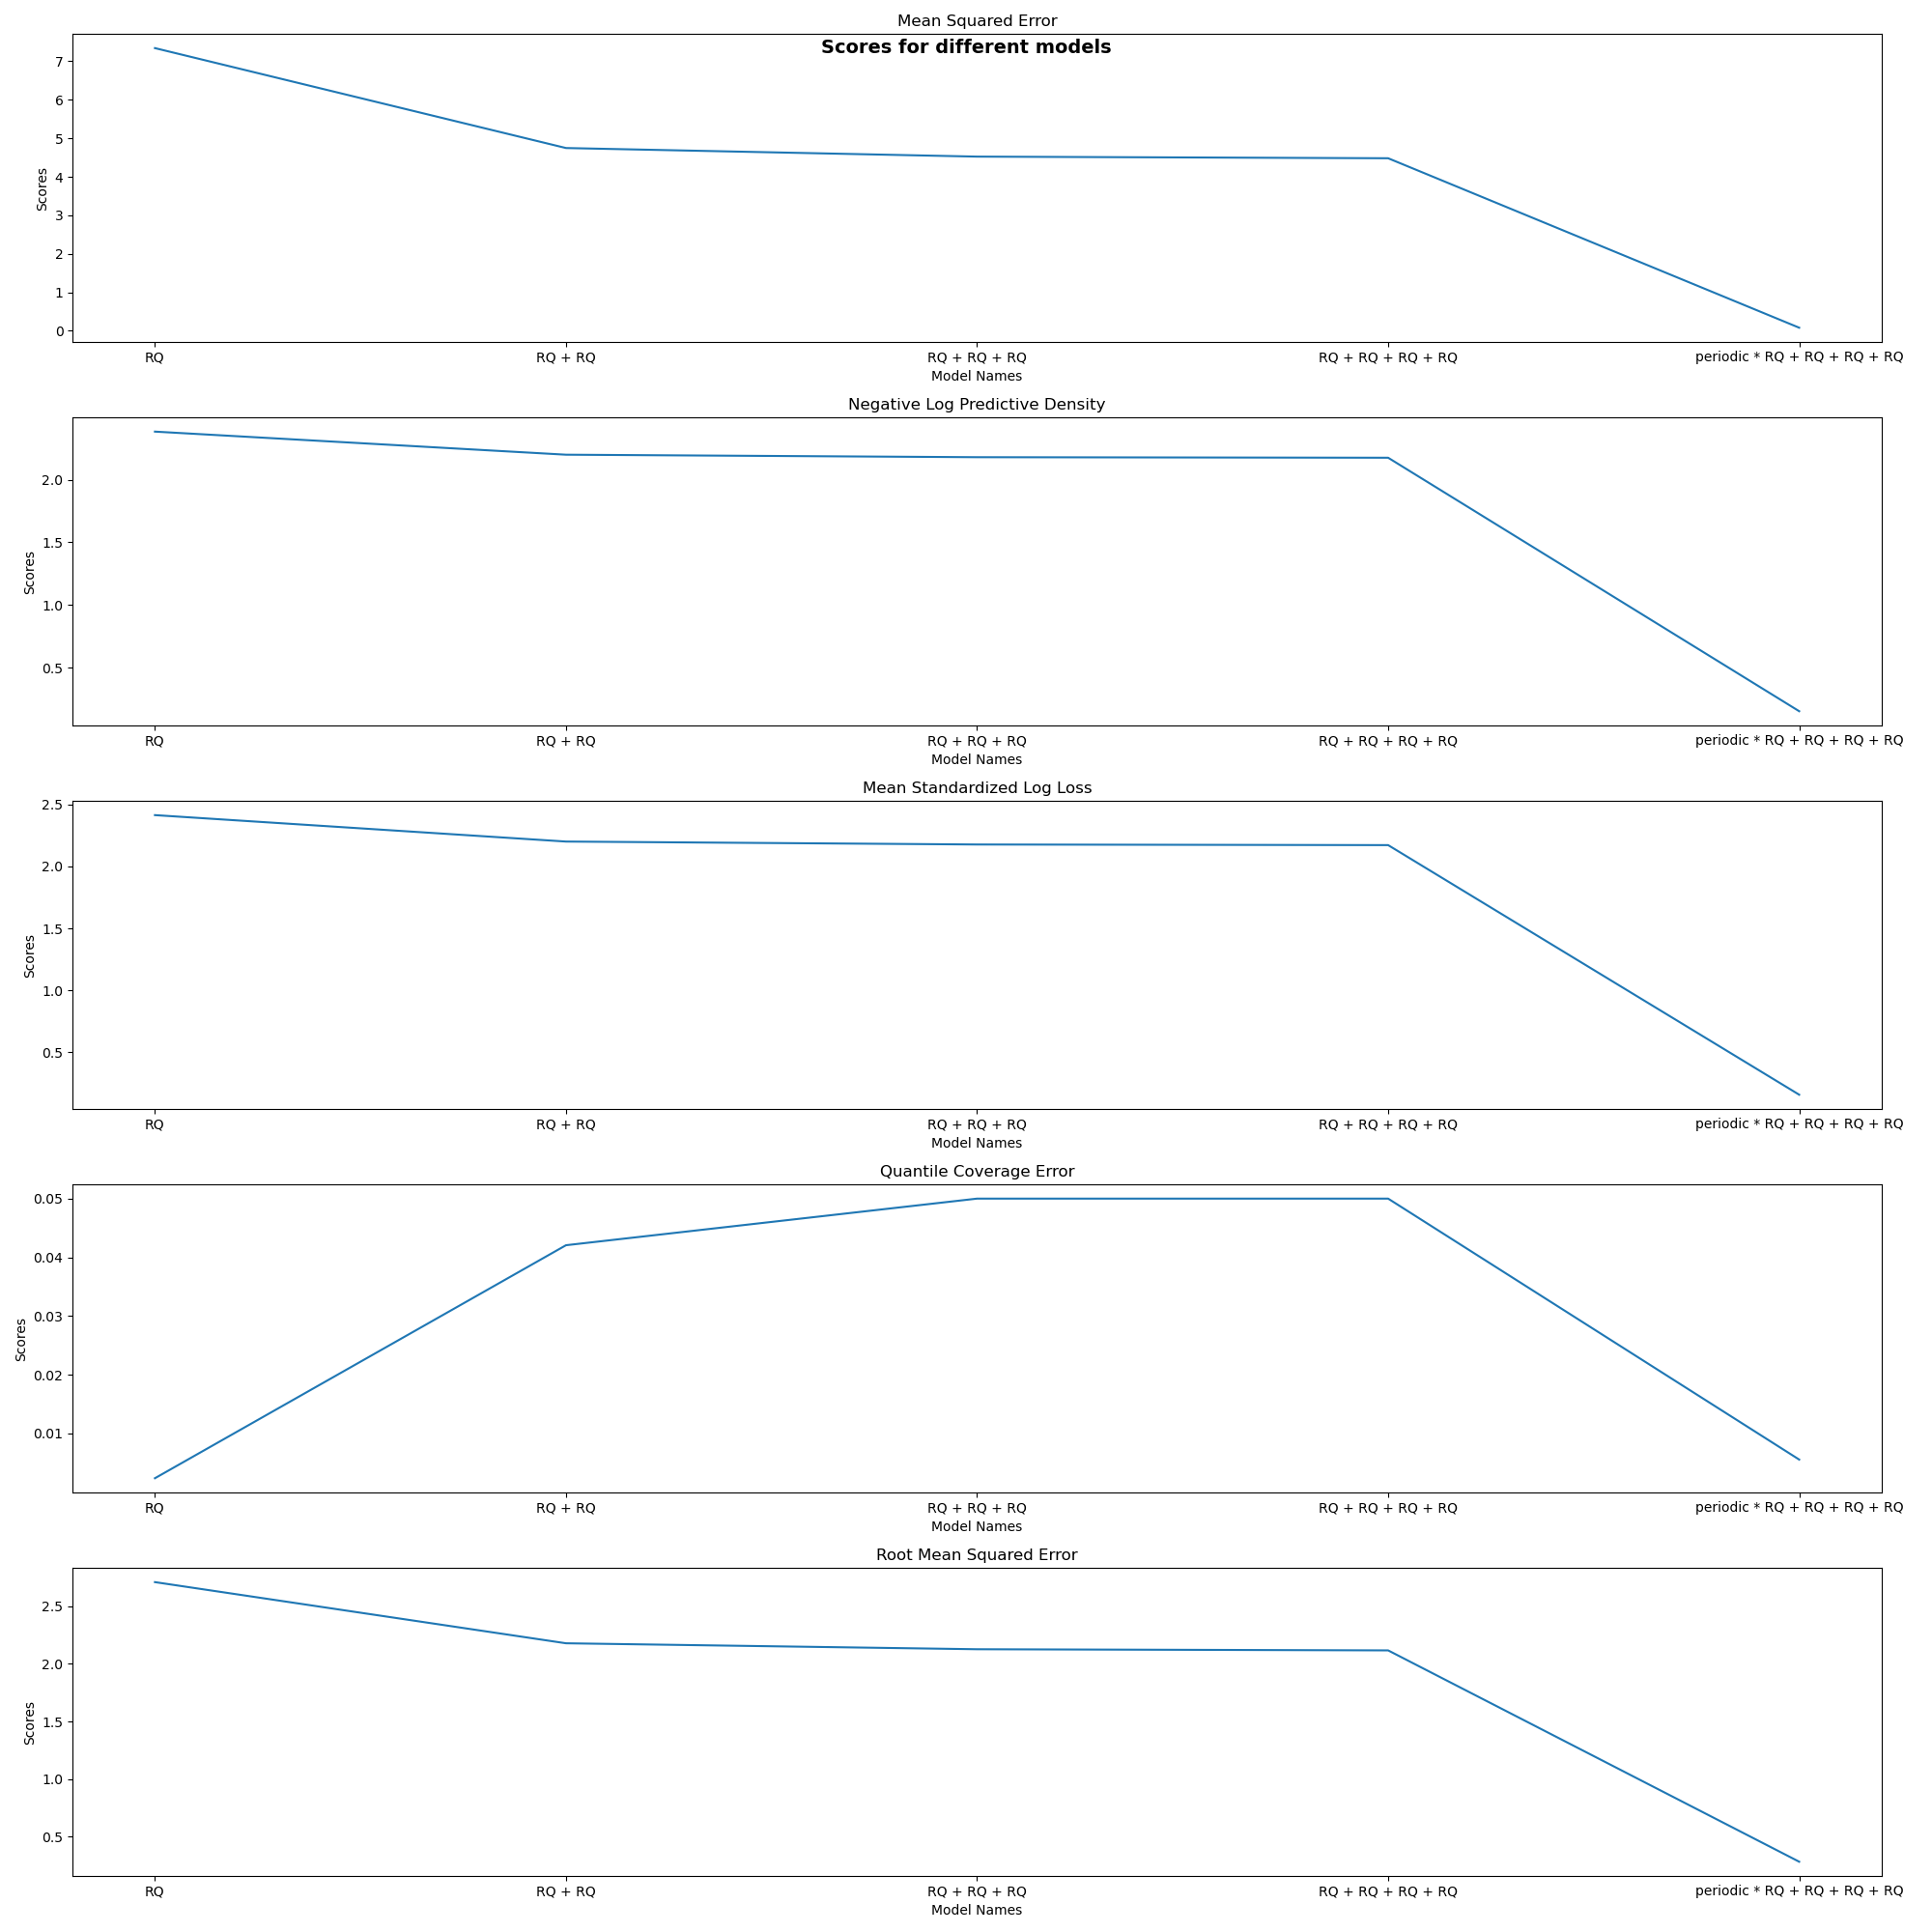 Mean Squared Error
Scores for different models
7
6
5
4
3
2
1
0
Scores
RQ
RQ + RQ
RQ + RQ + RQ
RQ + RQ + RQ + RQ
periodic * RQ + RQ + RQ + RQ
Model Names
Negative Log Predictive Density
2.0
1.5
1.0
0.5
Scores
RQ
RQ + RQ
RQ + RQ + RQ
RQ + RQ + RQ + RQ
periodic * RQ + RQ + RQ + RQ
Model Names
Mean Standardized Log Loss
2.5
2.0
1.5
1.0
0.5
Scores
RQ
RQ + RQ
RQ + RQ + RQ
RQ + RQ + RQ + RQ
periodic * RQ + RQ + RQ + RQ
Model Names
Quantile Coverage Error
0.05
0.04
0.03
0.02
0.01
Scores
RQ
RQ + RQ
RQ + RQ + RQ
RQ + RQ + RQ + RQ
periodic * RQ + RQ + RQ + RQ
Model Names
Root Mean Squared Error
2.5
2.0
1.5
1.0
0.5
Scores
RQ
RQ + RQ
RQ + RQ + RQ
RQ + RQ + RQ + RQ
periodic * RQ + RQ + RQ + RQ
Model Names